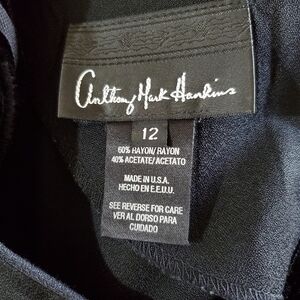 Anthony Mark Hankins
12
60% RAYON/RAYON
40% ACETATE/ACETATO
MADE IN U.S.A.
HECHO EN E.E.U.U.
SEE REVERSE FOR CARE
VER AL DORSO PARA
CUIDADO